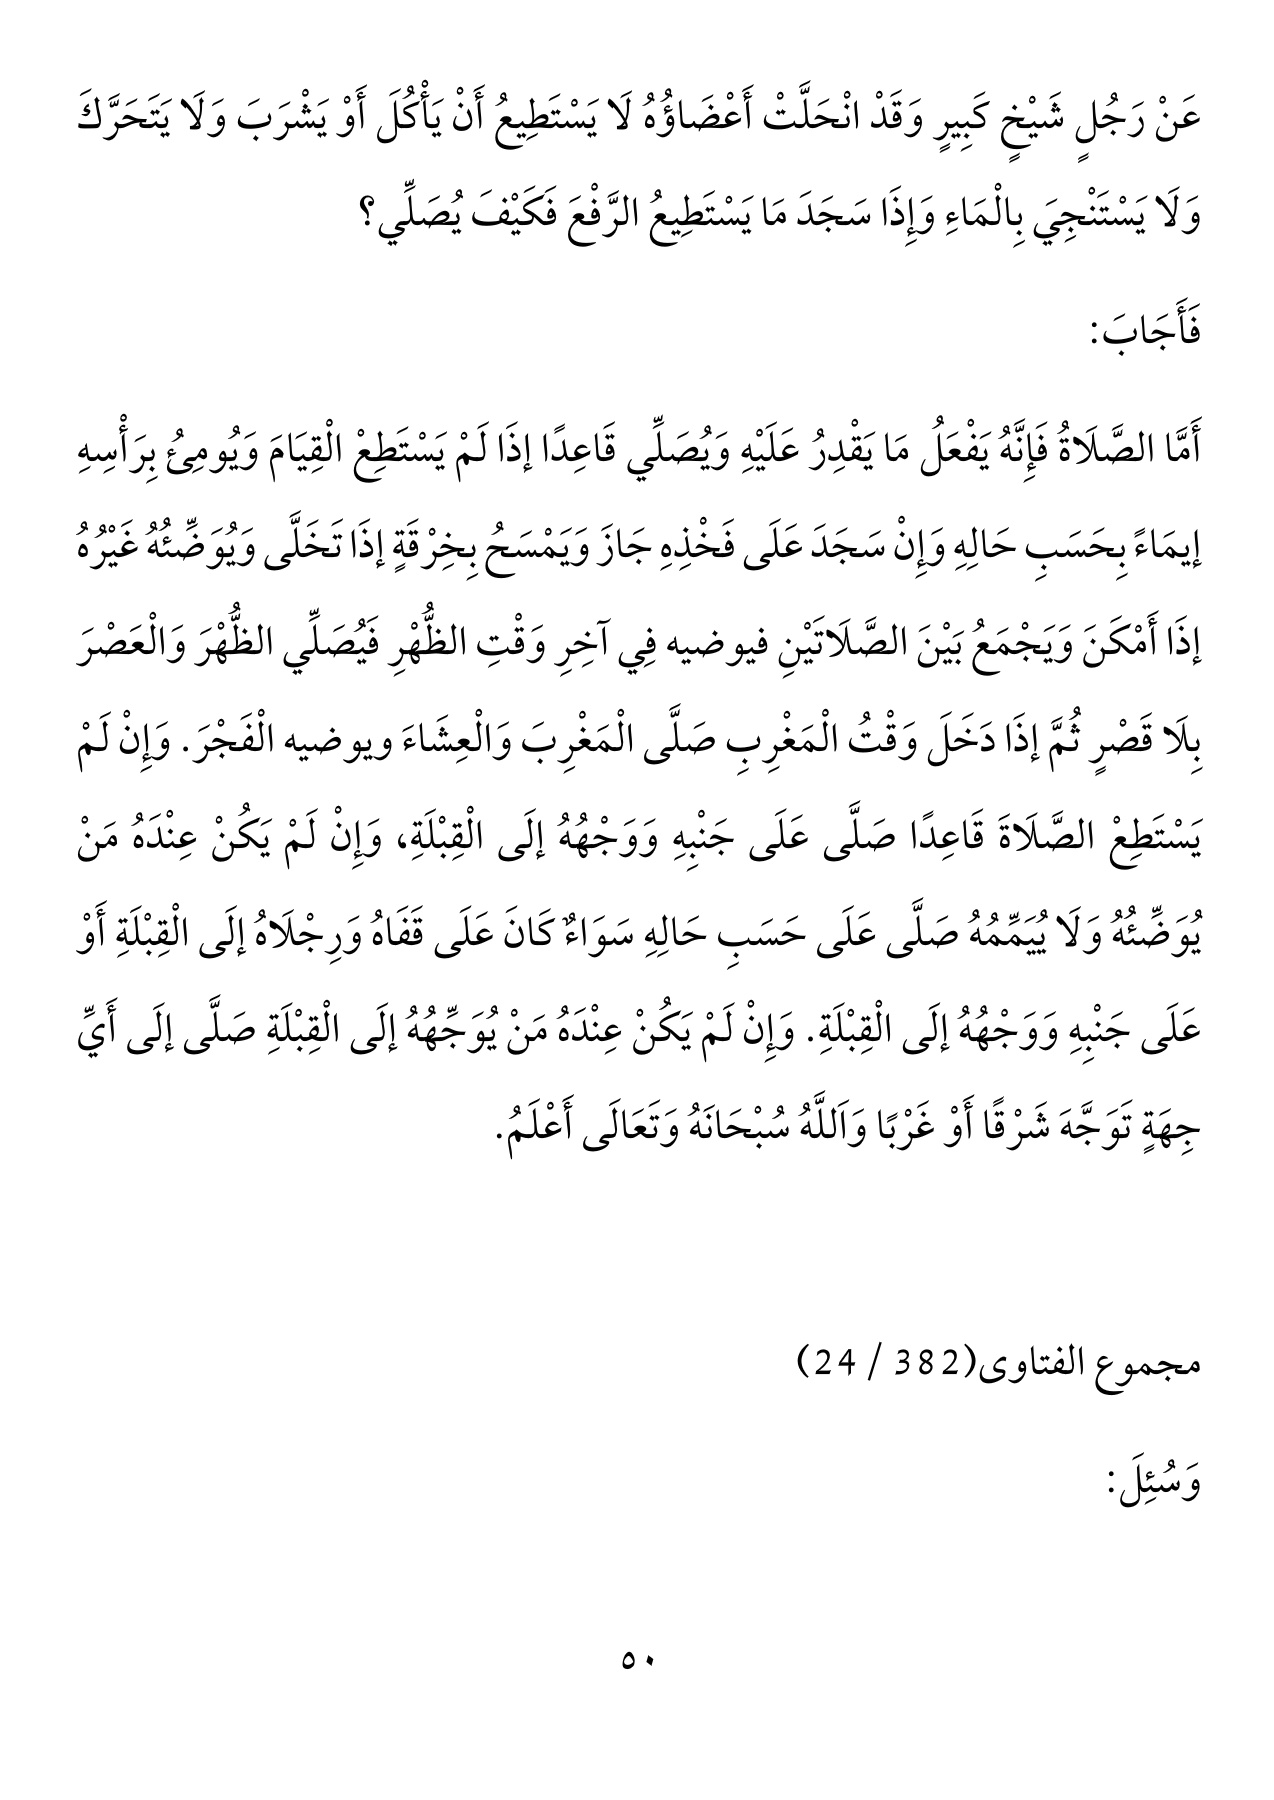 عَنْ رَجُلٍ شَيْخٍ كَبِيرٍ وَقَدْ انْحَلَّتْ أَعْضَاؤُهُ لَا يَسْتَطِيعُ أَنْ يَأْكُلَ أَوْ يَشْرَبَ وَلَا يَتَحَرَّكَ
وَلَا يَسْتَنْجِيَ بِالْمَاءِ وَإِذَا سَجَدَ مَا يَسْتَطِيعُ الرَّفْعَ فَكَيْفَ يُصَلِّي؟
فَأَجَابَ:
أَمَّا الصَّلَاةُ فَإِنَّهُ يَفْعَلُ مَا يَقْدِرُ عَلَيْهِ وَيُصَلِّي قَاعِدًا إذَا لَمْ يَسْتَطِعْ الْقِيَامَ وَيُومِئُ بِرَأْسِهِ
إيمَاءً بِحَسَبِ حَالِهِ وَإِنْ سَجَدَ عَلَى فَخْذِهِ جَازَ وَيَمْسَحُ بِخِرْقَةٍ إذَا تَخَلَّى وَيُوَضِّئُهُ غَيْرُهُ
إذَا أَمْكَنَ وَيَجْمَعُ بَيْنَ الصَّلَاتَيْنِ فيوضيه فِي آخِرِ وَقْتِ الظُّهْرِ فَيُصَلِّي الظُّهْرَ وَالْعَصْرَ
بِلَا قَصْرٍ ثُمَّ إذَا دَخَلَ وَقْتُ الْمَغْرِبِ صَلَّى الْمَغْرِبَ وَالْعِشَاءَ ويوضيه الْفَجْرَ. وَإِنْ لَمْ
يَسْتَطِعْ الصَّلَاةَ قَاعِدًا صَلَّى عَلَى جَنْبِهِ وَوَجْهُهُ إلَى الْقِبْلَةِ، وَإِنْ لَمْ يَكُنْ عِنْدَهُ مَنْ
يُوَضِّئُهُ وَلَا يُيَمِّمُهُ صَلَّى عَلَى حَسَبِ حَالِهِ سَوَاءٌ كَانَ عَلَى قَفَاهُ وَرِجْلَاهُ إلَى الْقِبْلَةِ أَوْ
عَلَى جَنْبِهِ وَوَجْهُهُ إلَى الْقِبْلَةِ. وَإِنْ لَمْ يَكُنْ عِنْدَهُ مَنْ يُوَجِّهُهُ إلَى الْقِبْلَةِ صَلَّى إلَى أَيِّ
جِهَةٍ تَوَجَّهَ شَرْقًا أَوْ غَرْبًا وَاَللَّهُ سُبْحَانَهُ وَتَعَالَى أَعْلَمُ.
مجموع الفتاوى(382 / 24)
وَسُئِلَ:
٥٠